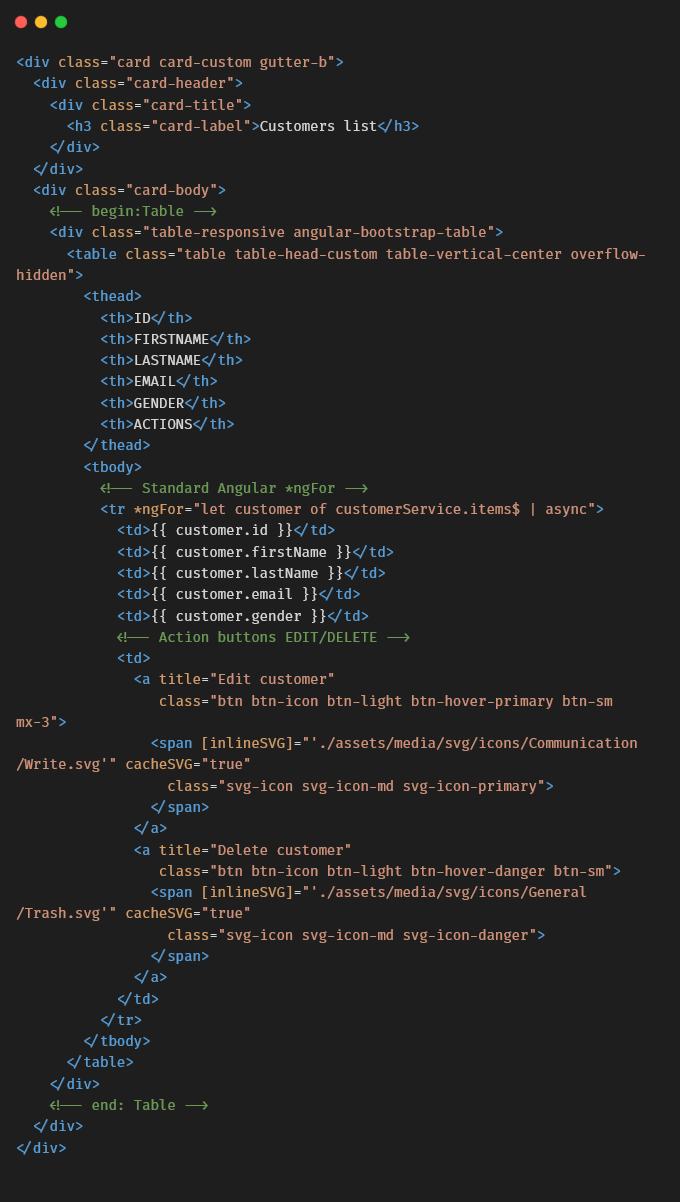 <div class="card card-custom gutter-b">
  <div class="card-header">
    <div class="card-title">
      <h3 class="card-label">Customers list</h3>
    </div>
  </div>
  <div class="card-body">
    <!-- begin:Table -->
    <div class="table-responsive angular-bootstrap-table">
      <table class="table table-head-custom table-vertical-center overflow-
hidden">
        <thead>
          <th>ID</th>
          <th>FIRSTNAME</th>
          <th>LASTNAME</th>
          <th>EMAIL</th>
          <th>GENDER</th>
          <th>ACTIONS</th>
        </thead>
        <tbody>
          <!-- Standard Angular *ngFor -->
          <tr *ngFor="let customer of customerService.items$ | async">
            <td>{{ customer.id }}</td>
            <td>{{ customer.firstName }}</td>
            <td>{{ customer.lastName }}</td>
            <td>{{ customer.email }}</td>
            <td>{{ customer.gender }}</td>
            <!-- Action buttons EDIT/DELETE -->
            <td>
              <a title="Edit customer"
                 class="btn btn-icon btn-light btn-hover-primary btn-sm
mx-3">
                <span [inlineSVG]="'./assets/media/svg/icons/Communication
/Write.svg'" cacheSVG="true"
                  class="svg-icon svg-icon-md svg-icon-primary">
                </span>
              </a>
              <a title="Delete customer"
                 class="btn btn-icon btn-light btn-hover-danger btn-sm">
                <span [inlineSVG]="'./assets/media/svg/icons/General
/Trash.svg'" cacheSVG="true"
                  class="svg-icon svg-icon-md svg-icon-danger">
                </span>
              </a>
            </td>
          </tr>
        </tbody>
      </table>
    </div>
    <!-- end: Table -->
  </div>
</div>